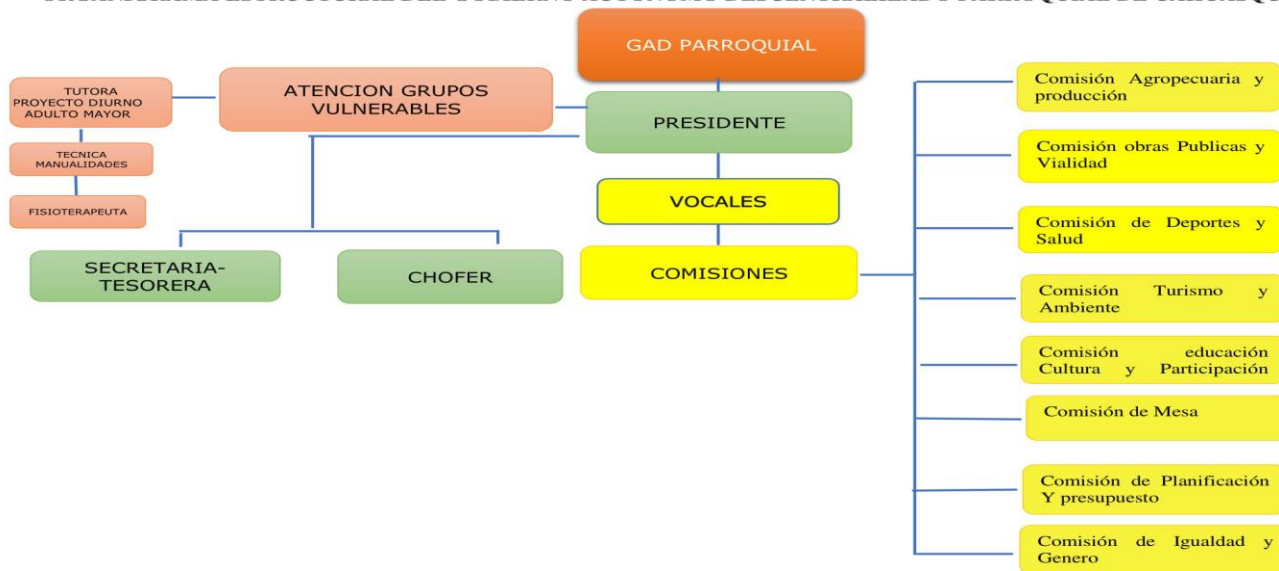 GAD PARROQUIAL
TUTORA
PROYECTO DIURNO
ADULTO MAYOR
ATENCION GRUPOS
VULNERABLES
PRESIDENTE
TECNICA
MANUALIDADES
FISIOTERAPEUTA
VOCALES
SECRETARIA-
TESORERA
CHOFER
COMISIONES
Comisión Agropecuaria y
producción
Comisión obras Publicas y
Vialidad
Comisión de Deportes y
Salud
Comisión Turismo y
Ambiente
Comisión educación
Cultura y Participación
Comisión de Mesa
Comisión de Planificación
Y presupuesto
Comisión de Igualdad y
Genero